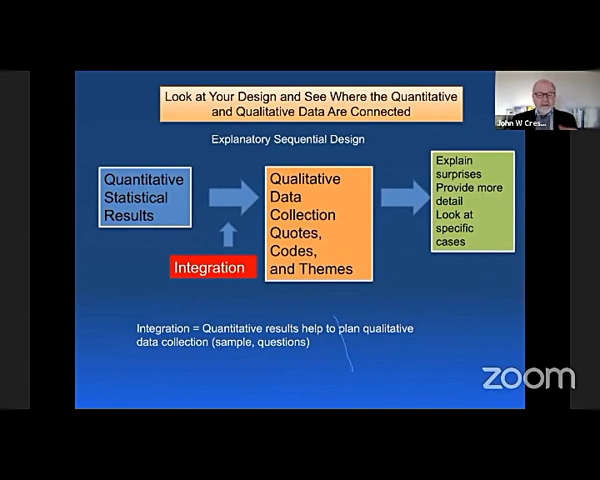 Look at Your Design and See Where the Quantitative
and Qualitative Data Are Connected
John W Cres...
Explanatory Sequential Design
Quantitative
Statistical
Results
Qualitative
Data
Collection
Quotes,
Codes,
and Themes
Explain
surprises
Provide more
detail
Look at
specific
cases
Integration
Integration = Quantitative results help to plan qualitative
data collection (sample, questions)
zoom